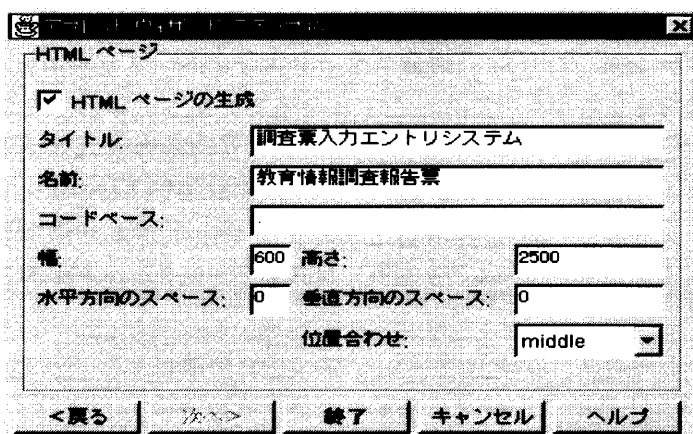 HTML ページ
HTML ページの生成
タイトル: 調査票入力エントリシステム
名前: 教育情報調査報告票
コードベース: .
幅: 600 高さ: 2500
水平方向のスペース: 0 垂直方向のスペース: 0
位置合わせ: middle
<戻る 次へ> 終了 キャンセル ヘルプ